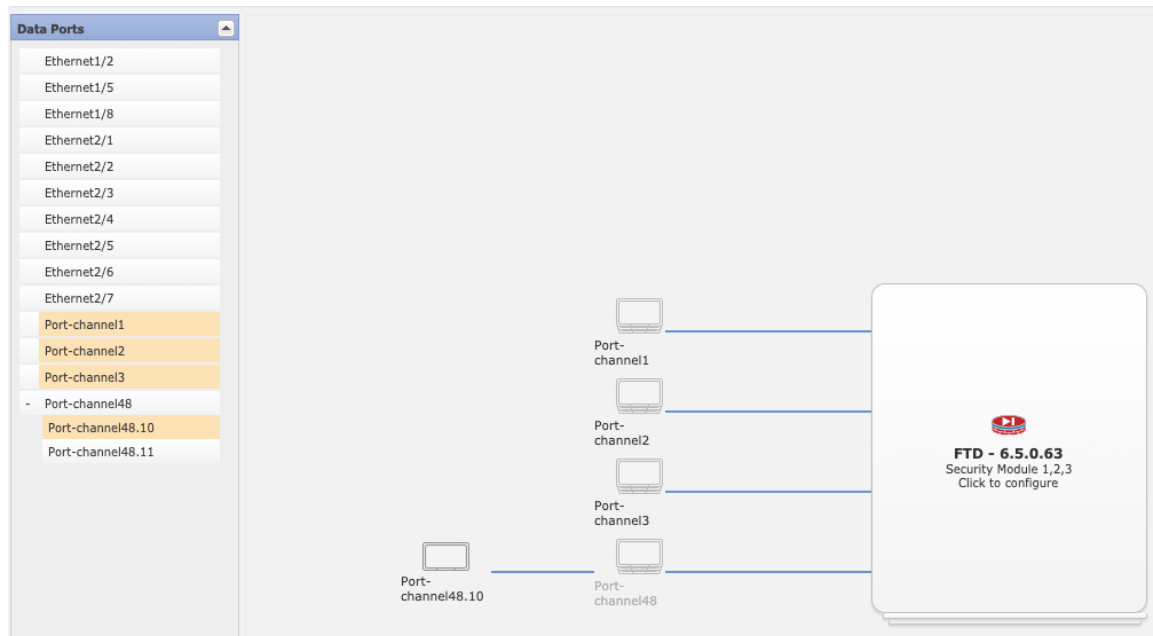 Data Ports
Ethernet1/2
Ethernet1/5
Ethernet1/8
Ethernet2/1
Ethernet2/2
Ethernet2/3
Ethernet2/4
Ethernet2/5
Ethernet2/6
Ethernet2/7
Port-channel1
Port-channel2
Port-channel3
- Port-channel48
Port-channel48.10
Port-channel48.11
Port-
channel1
Port-
channel2
Port-
channel3
Port-
channel48.10
Port-
channel48
FTD - 6.5.0.63
Security Module 1,2,3
Click to configure